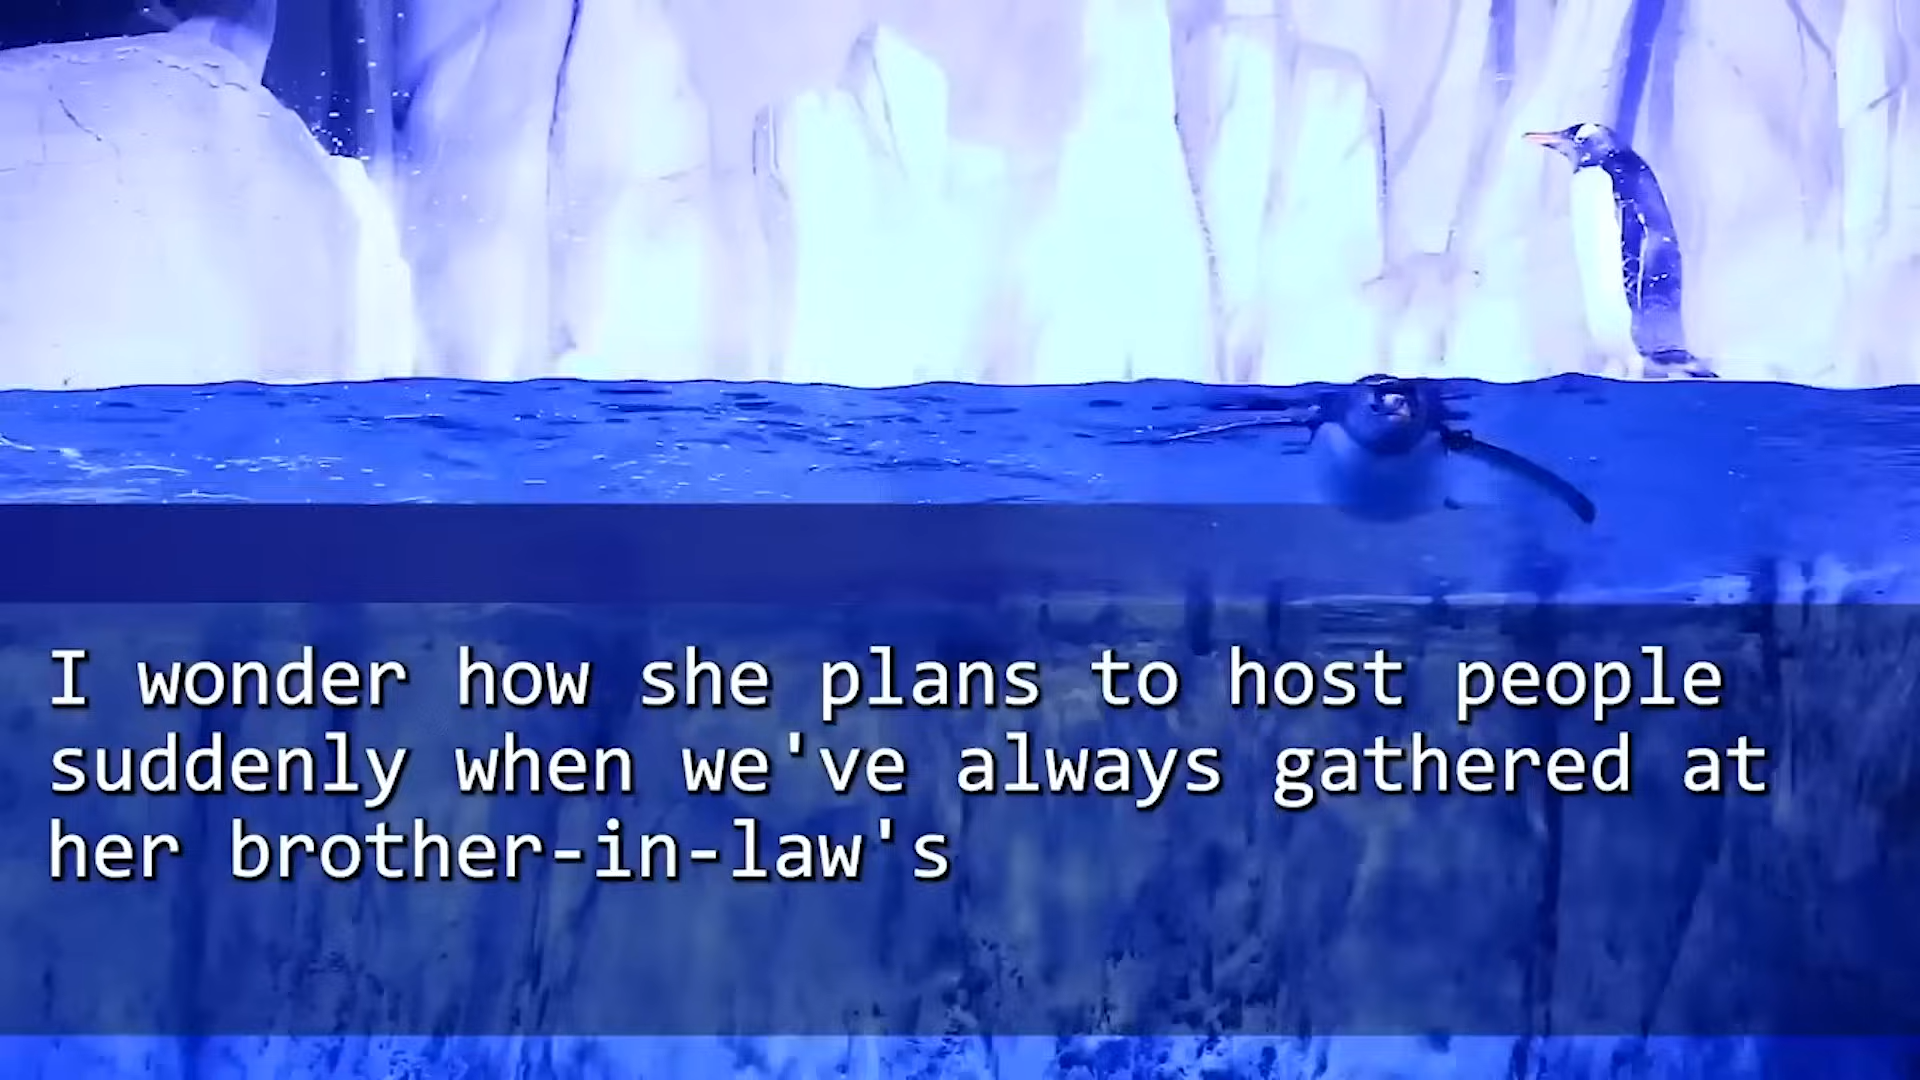 I wonder how she plans to host people
suddenly when we've always gathered at
her brother-in-law's